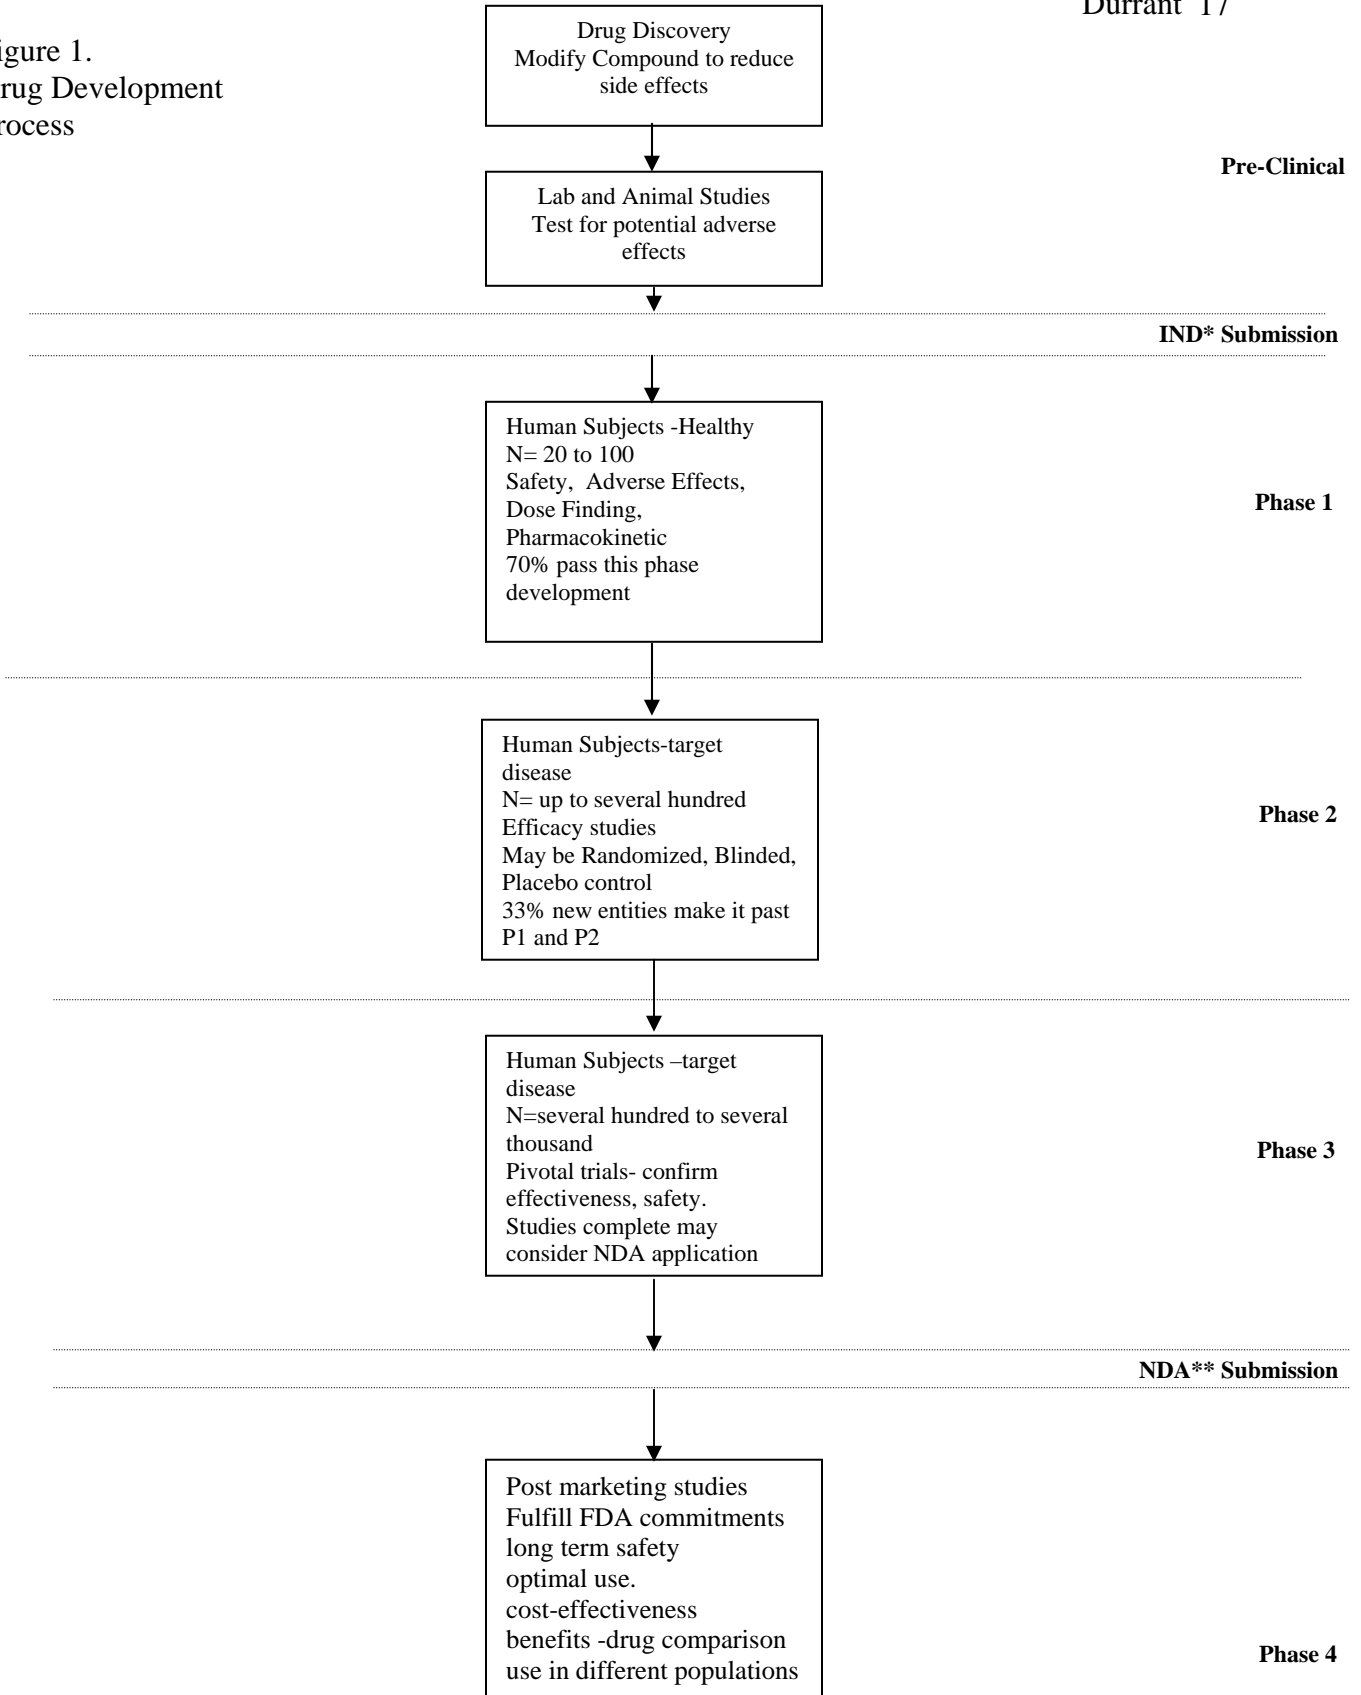 Durrant 17
igure 1.
rug Development
rocess
Drug Discovery
Modify Compound to reduce
side effects
Pre-Clinical
Lab and Animal Studies
Test for potential adverse
effects
IND* Submission
Human Subjects -Healthy
N= 20 to 100
Safety, Adverse Effects,
Dose Finding,
Pharmacokinetic
70% pass this phase
development
Phase 1
Human Subjects-target
disease
N= up to several hundred
Efficacy studies
May be Randomized, Blinded,
Placebo control
33% new entities make it past
P1 and P2
Phase 2
Human Subjects –target
disease
N=several hundred to several
thousand
Pivotal trials- confirm
effectiveness, safety.
Studies complete may
consider NDA application
Phase 3
NDA** Submission
Post marketing studies
Fulfill FDA commitments
long term safety
optimal use.
cost-effectiveness
benefits -drug comparison
use in different populations
Phase 4